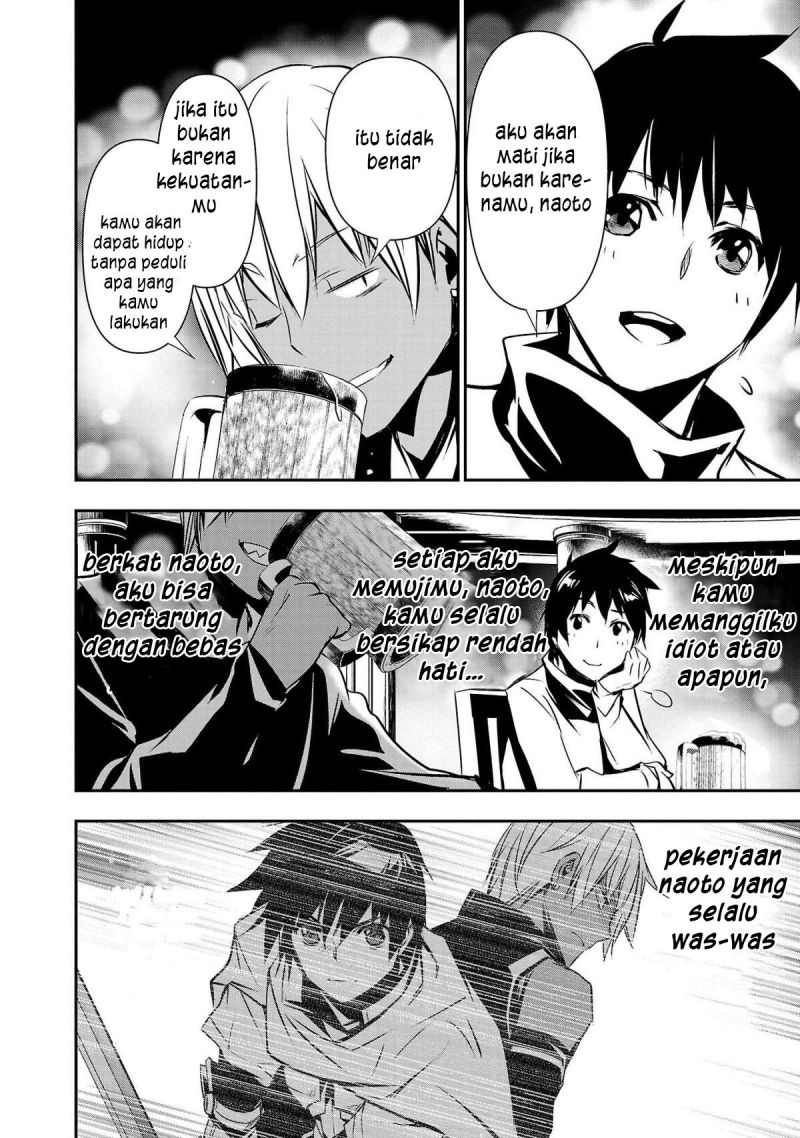 aku akan
mati jika
bukan kare-
namu, naoto
itu tidak
benar
jika itu
bukan
karena
kekuatan-
mu
kamu akan
dapat hidup
tanpa peduli
apa yang
kamu
lakukan
meskipun
kamu
memanggilku
idiot atau
apapun,
setiap aku
memujimu, naoto,
kamu selalu
bersikap rendah
hati...
berkat naoto,
aku bisa
bertarung
dengan bebas
pekerjaan
naoto yang
selalu
was-was